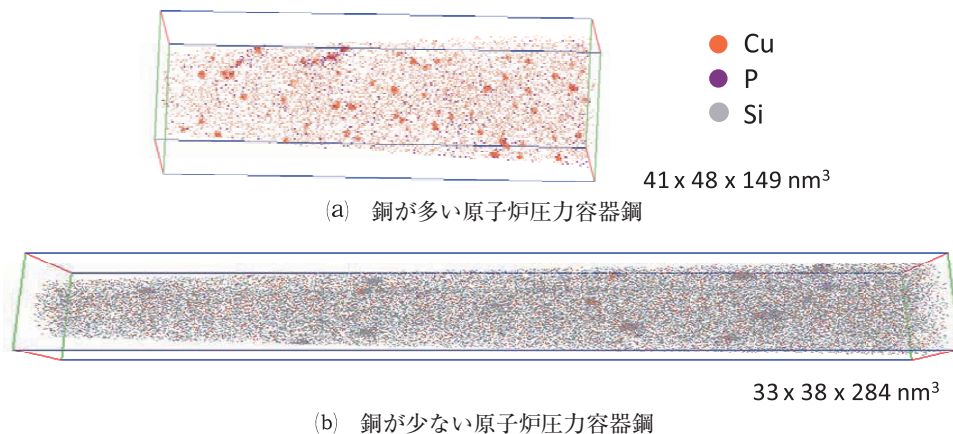 Cu
P
Si
41 x 48 x 149 nm³
(a) 銅が多い原子炉圧力容器鋼
33 x 38 x 284 nm³
(b) 銅が少ない原子炉圧力容器鋼